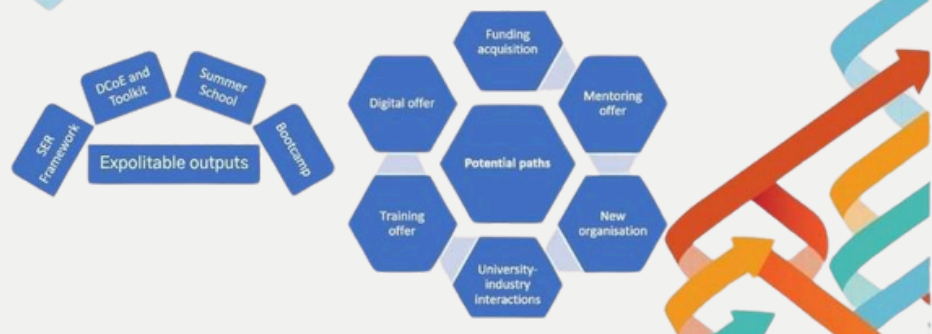 SER
Framework
DCoE and
Toolkit
Summer
School
Bootcamp
Expolitable outputs
Funding
acquisition
Digital offer
Mentoring
offer
Potential paths
Training
offer
New
organisation
University-
industry
interactions